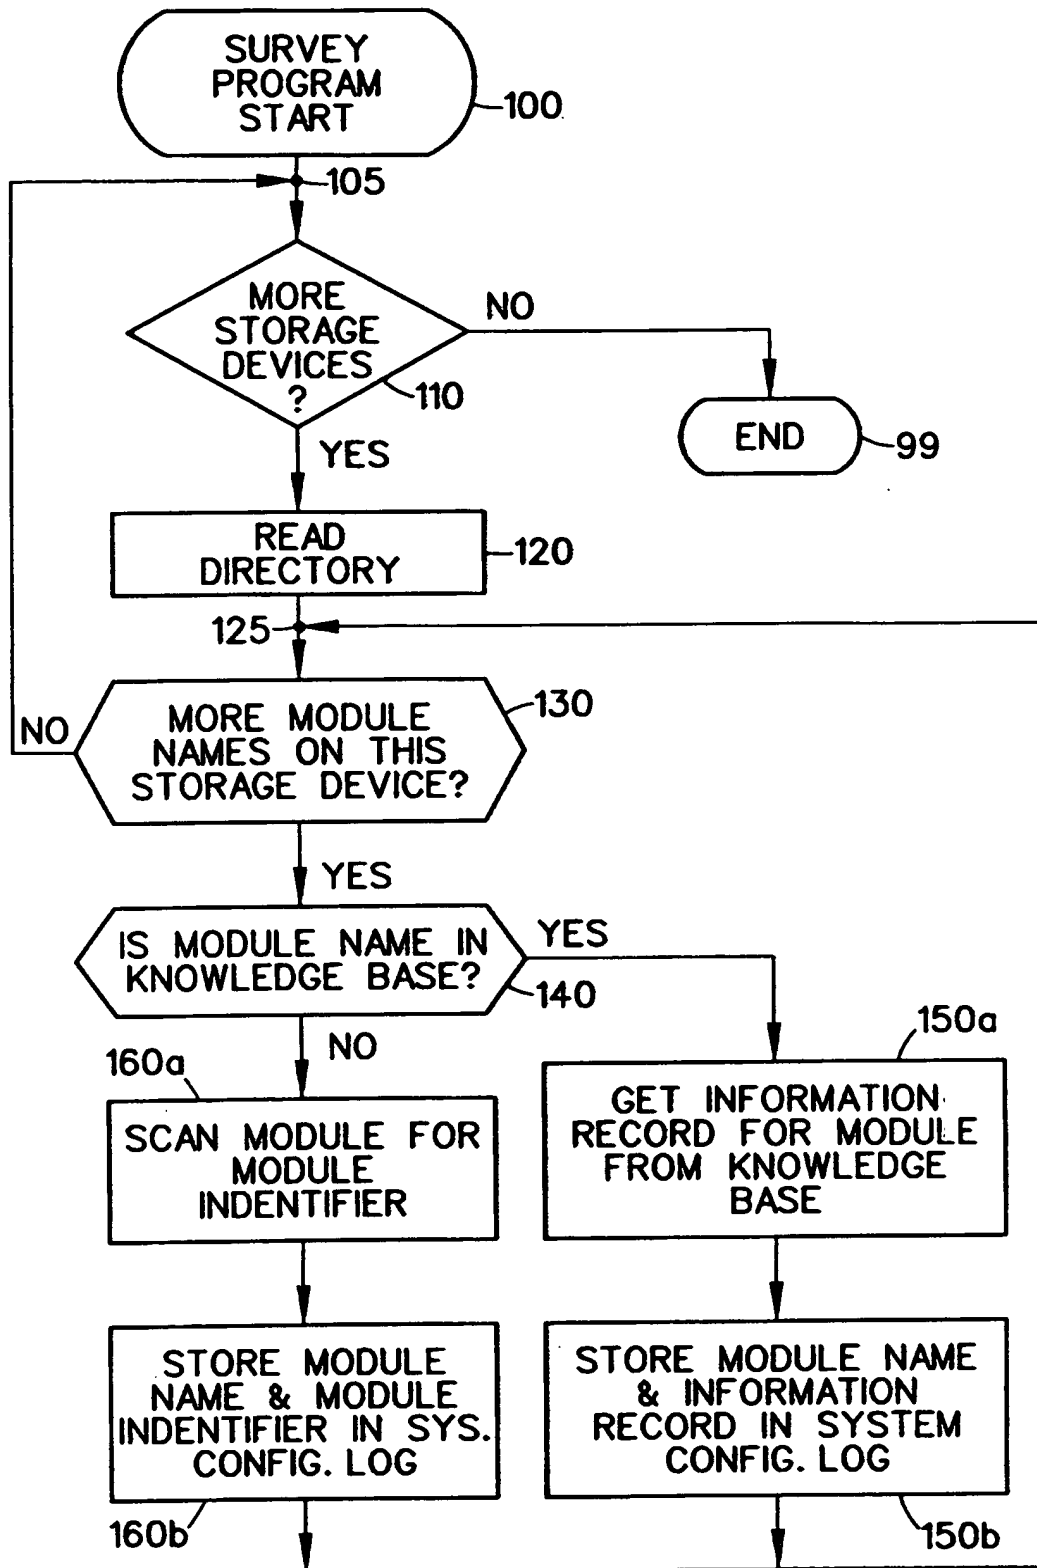 SURVEY
PROGRAM
START
100
105
MORE
STORAGE
DEVICES
?
110
NO
END
99
YES
READ
DIRECTORY
120
125
MORE MODULE
NAMES ON THIS
STORAGE DEVICE?
130
NO
YES
IS MODULE NAME IN
KNOWLEDGE BASE?
140
YES
NO
160a
SCAN MODULE FOR
MODULE
INDENTIFIER
150a
GET INFORMATION
RECORD FOR MODULE
FROM KNOWLEDGE
BASE
STORE MODULE
NAME & MODULE
INDENTIFIER IN SYS.
CONFIG. LOG
160b
STORE MODULE NAME
& INFORMATION
RECORD IN SYSTEM
CONFIG. LOG
150b